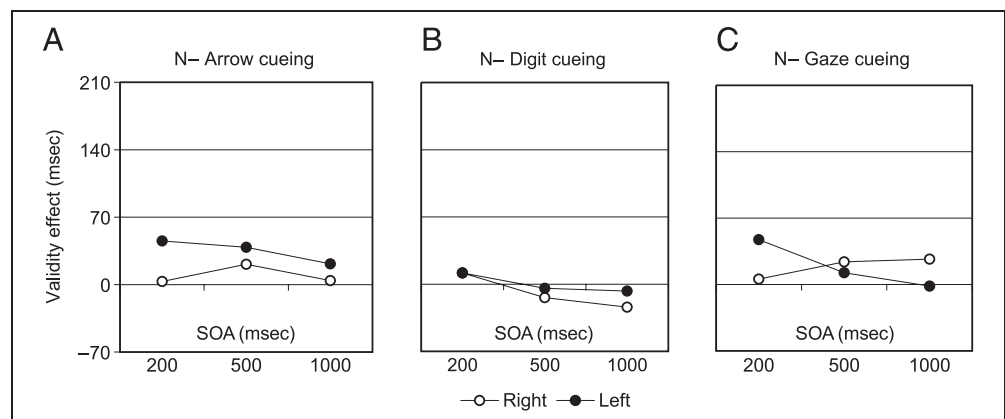 A B C
N– Arrow cueing N– Digit cueing N– Gaze cueing
210
140
70
0
–70
Validity effect (msec)
SOA (msec) SOA (msec) SOA (msec)
200 500 1000 200 500 1000 200 500 1000
Right Left